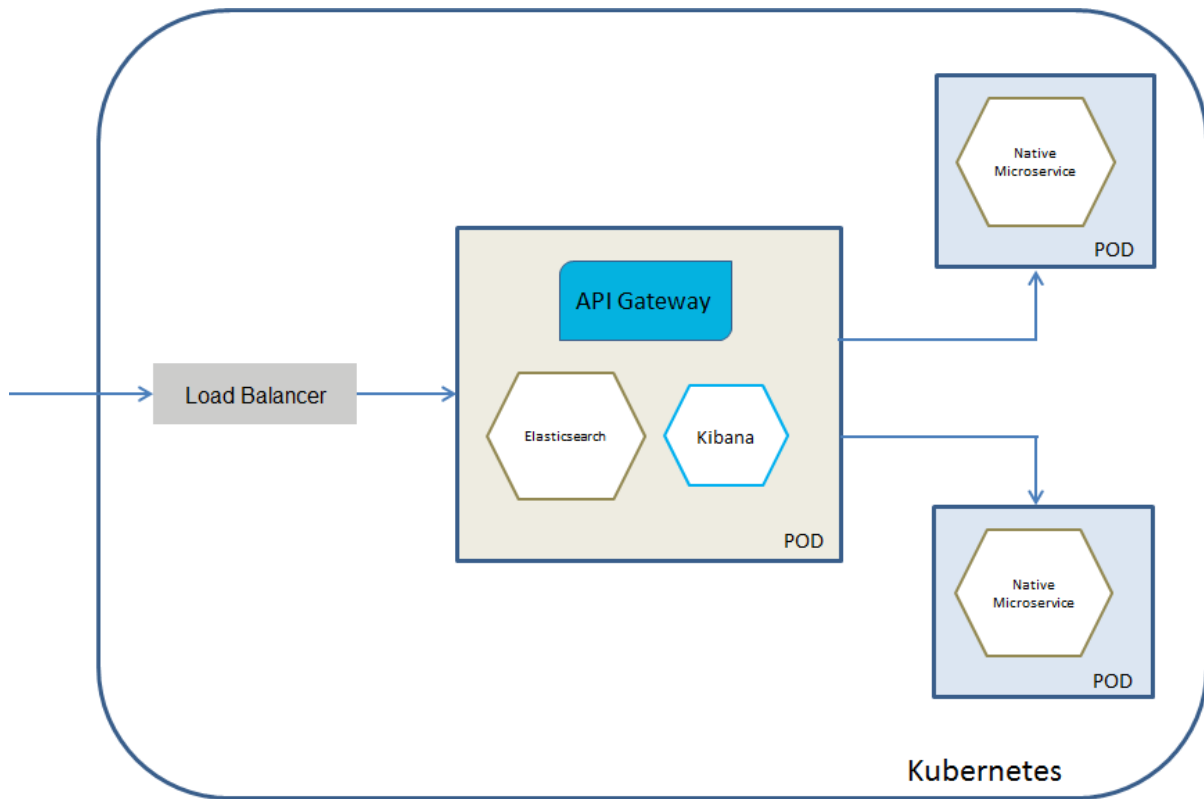 Native
Microservice
POD
API Gateway
Load Balancer
Elasticsearch
Kibana
POD
Native
Microservice
POD
Kubernetes